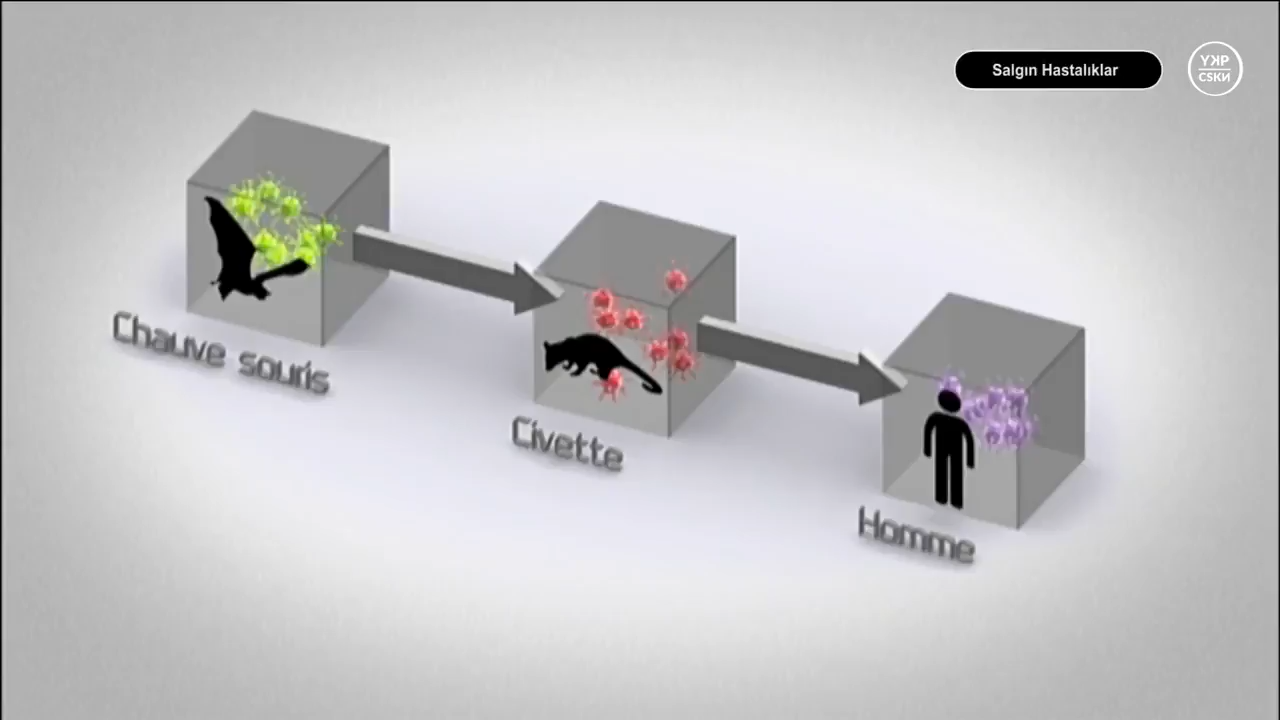 Salgın Hastalıklar
YKP
CSKN
Chauve souris
Civette
Homme